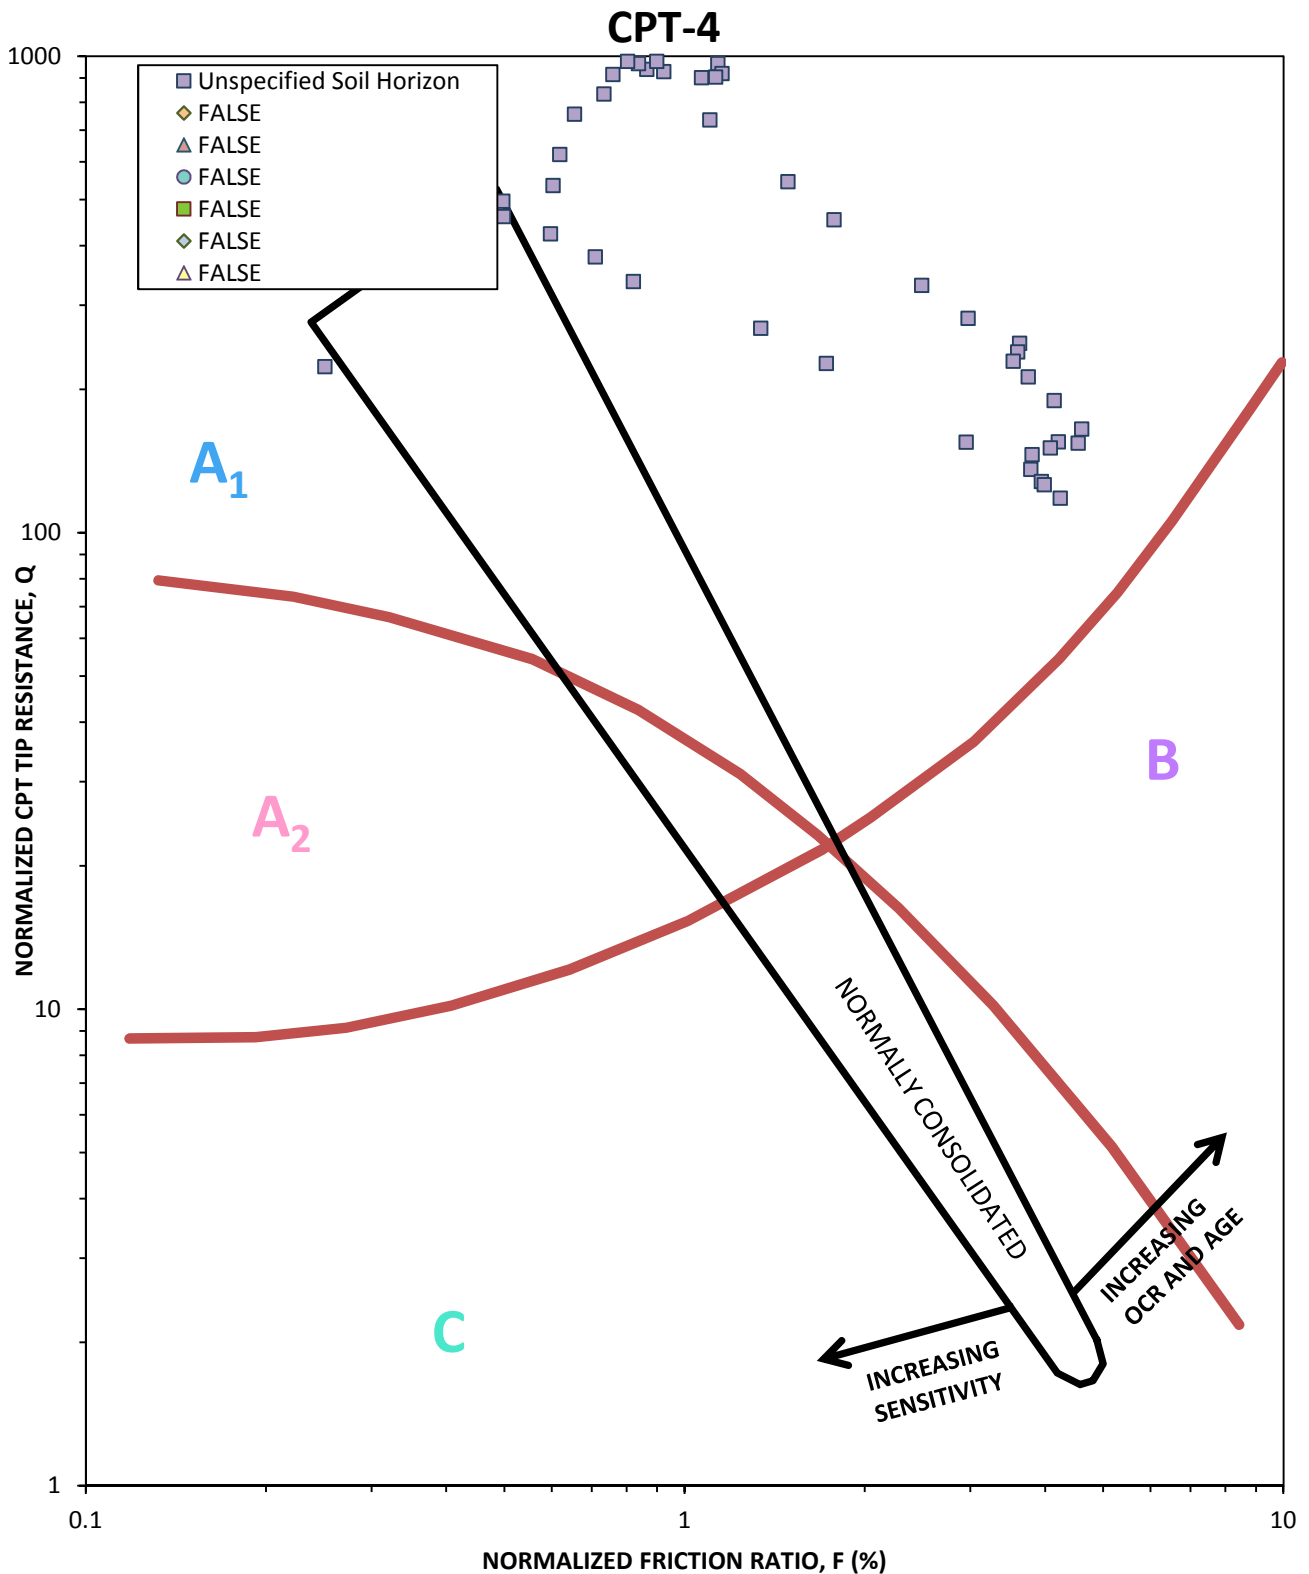 CPT-4
1000
Unspecified Soil Horizon
FALSE
FALSE
FALSE
FALSE
FALSE
FALSE
A1
100
NORMALIZED CPT TIP RESISTANCE, Q
B
A2
10
NORMALLY CONSOLIDATED
INCREASING
OCR AND AGE
C
INCREASING
SENSITIVITY
1
0.1
1
10
NORMALIZED FRICTION RATIO, F (%)